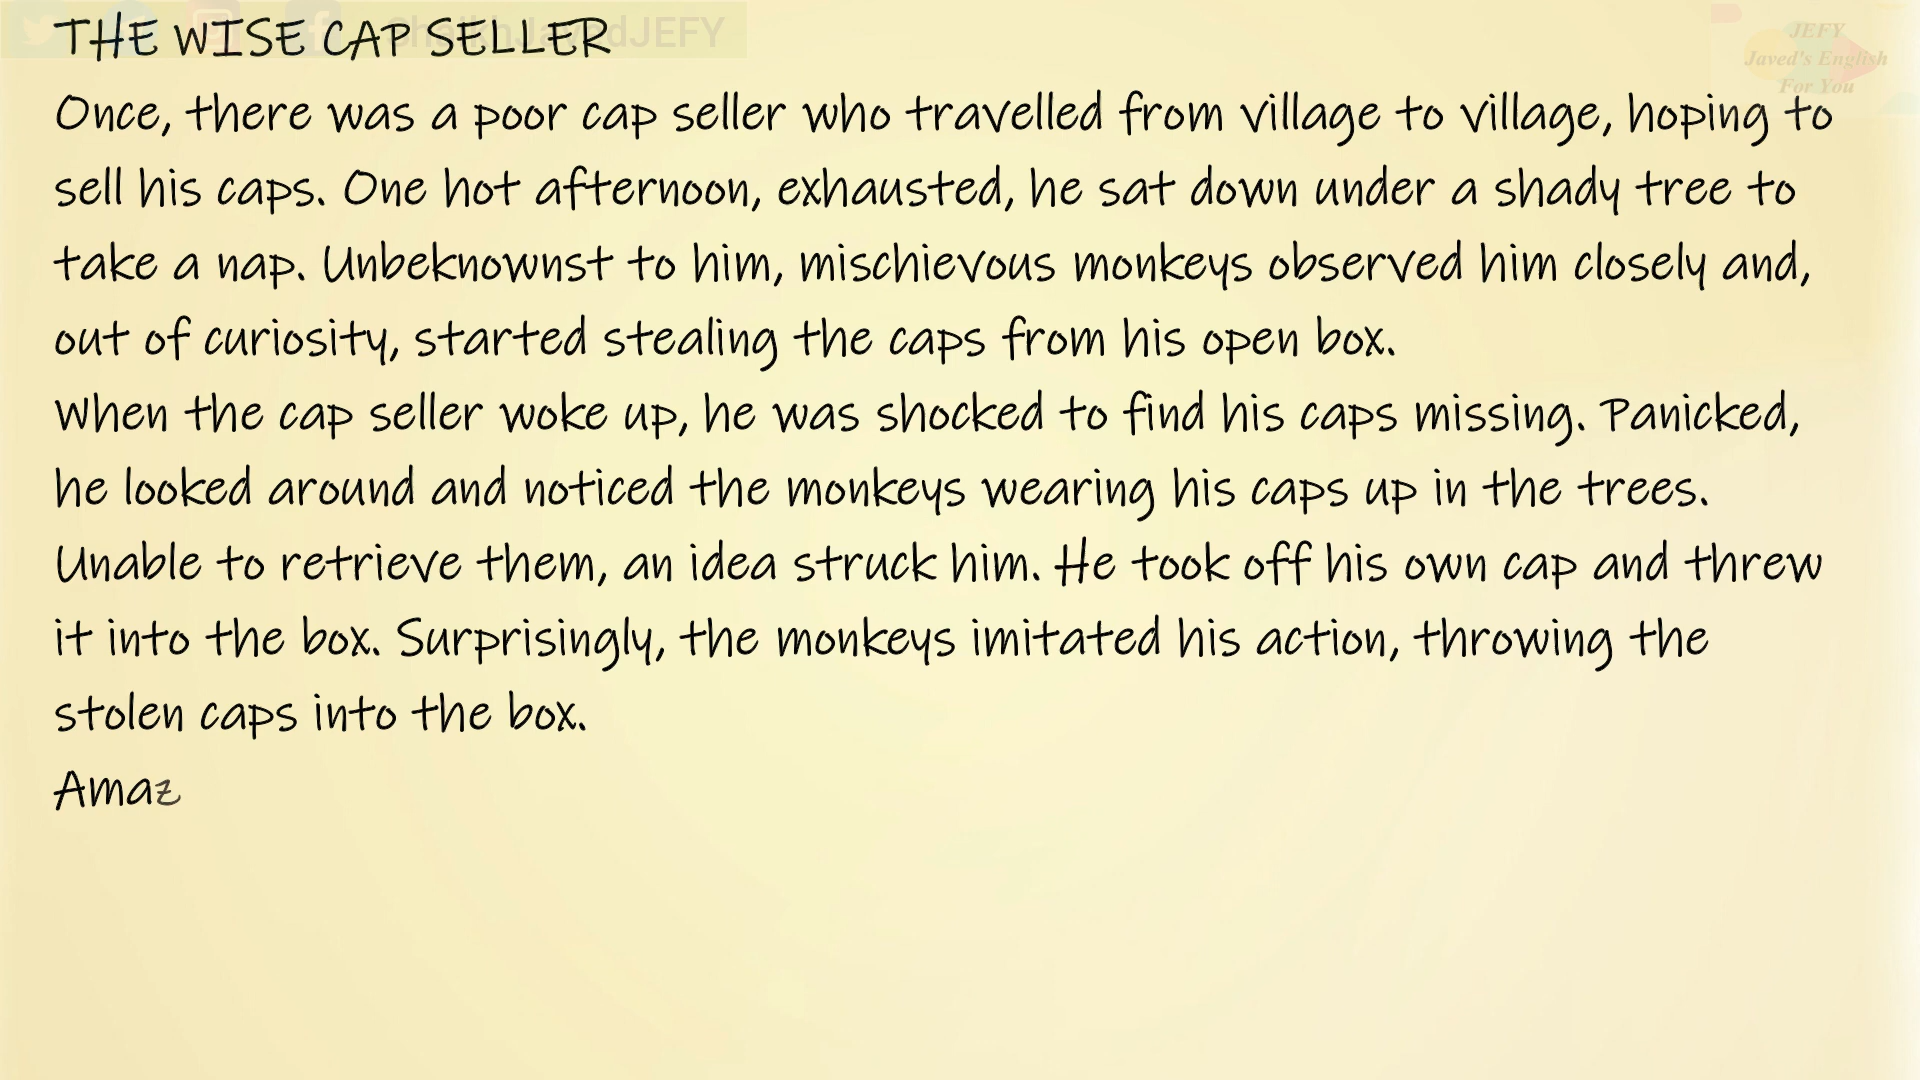 THE WISE CAP SELLER
ShaikhJavedJEFY
JEFY
Javed's English
For You
Once, there was a poor cap seller who travelled from village to village, hoping to
sell his caps. One hot afternoon, exhausted, he sat down under a shady tree to
take a nap. Unbeknownst to him, mischievous monkeys observed him closely and,
out of curiosity, started stealing the caps from his open box.
When the cap seller woke up, he was shocked to find his caps missing. Panicked,
he looked around and noticed the monkeys wearing his caps up in the trees.
Unable to retrieve them, an idea struck him. He took off his own cap and threw
it into the box. Surprisingly, the monkeys imitated his action, throwing the
stolen caps into the box.
Amaz